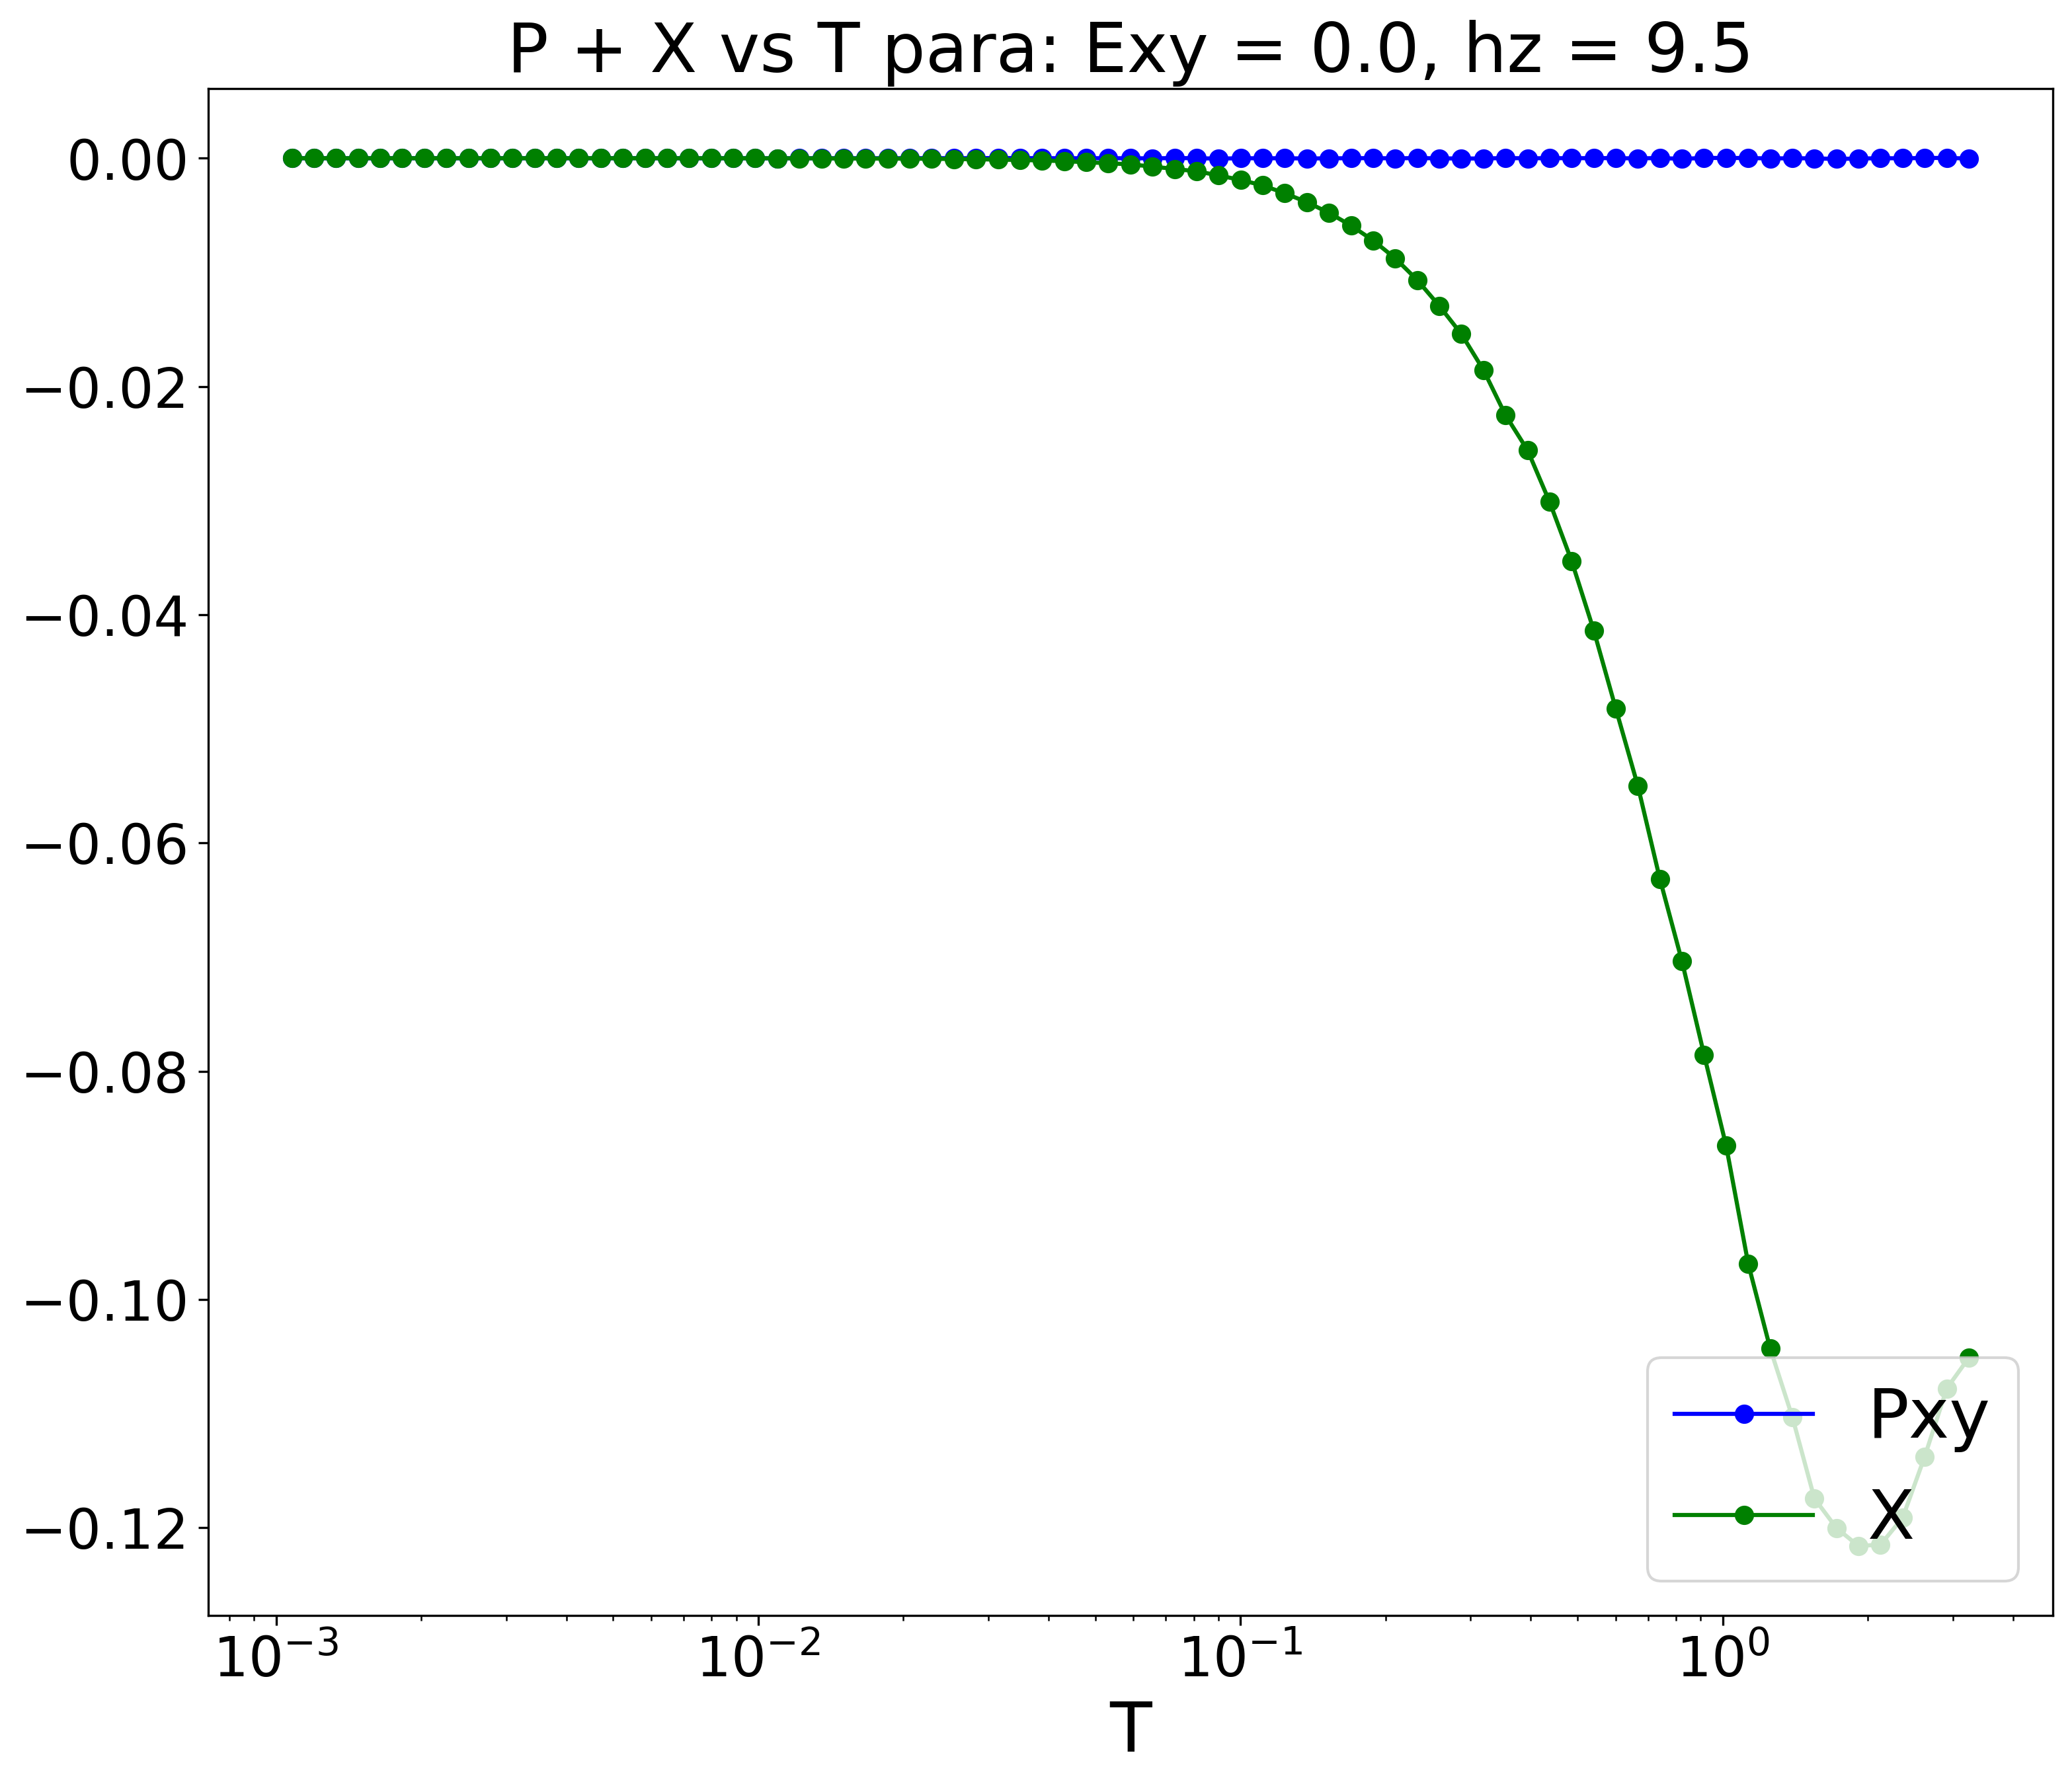 P + X vs T para: Exy = 0.0, hz = 9.5
0.00
−0.02
−0.04
−0.06
−0.08
−0.10
−0.12
Pxy
X
10⁻³ 10⁻² 10⁻¹ 10⁰
T